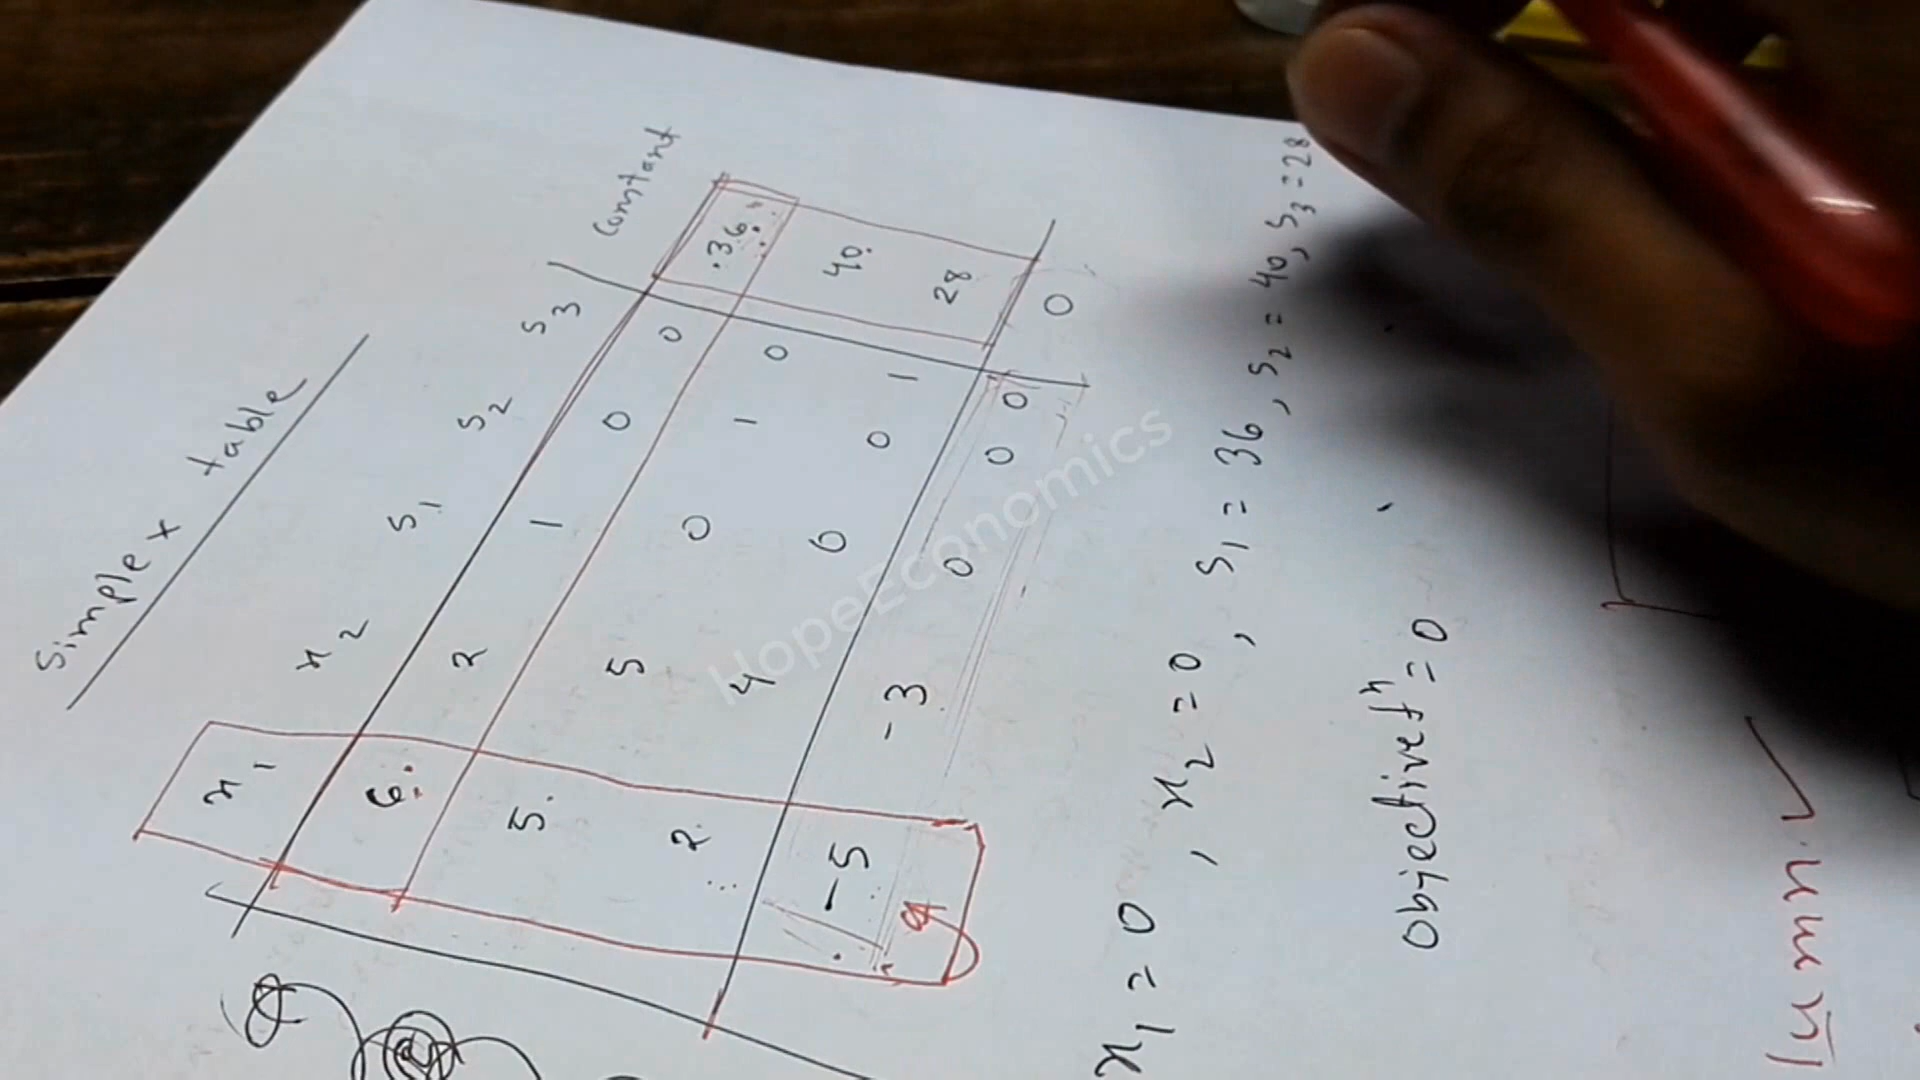 Simplex table
x1 x2 s1 s2 s3 Constant
6. 2 1 0 0 .36
5. 5 0 1 0 40.
2 4 0 0 1 28
-5 -3 0 0 0 0
x1 = 0, x2 = 0, s1 = 36, s2 = 40, s3 = 28
Objective fn = 0
HopeEconomics